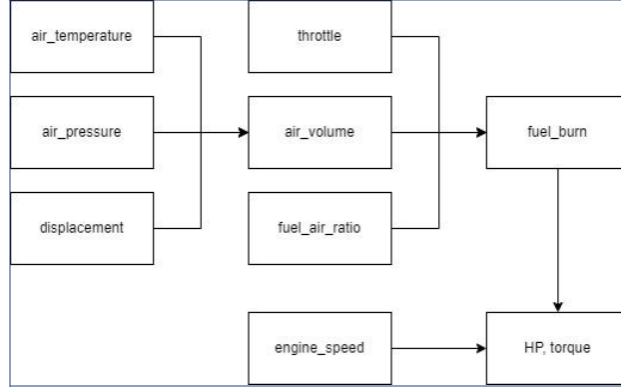 air_temperature
throttle
air_pressure
air_volume
fuel_burn
displacement
fuel_air_ratio
engine_speed
HP, torque